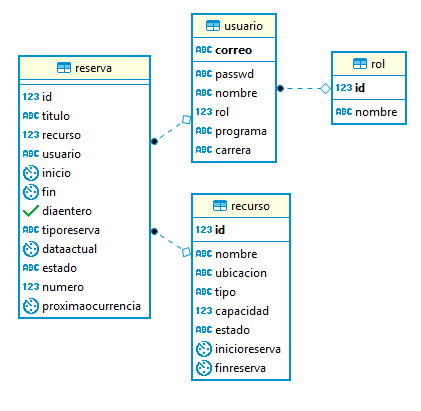 reserva
123 id
ABC titulo
123 recurso
ABC usuario
inicio
fin
diaentero
ABC tiporeserva
dataactual
ABC estado
123 numero
proximaocurrencia
usuario
ABC correo
ABC passwd
ABC nombre
123 rol
ABC programa
ABC carrera
rol
123 id
ABC nombre
recurso
123 id
ABC nombre
ABC ubicacion
ABC tipo
123 capacidad
ABC estado
inicioreserva
finreserva